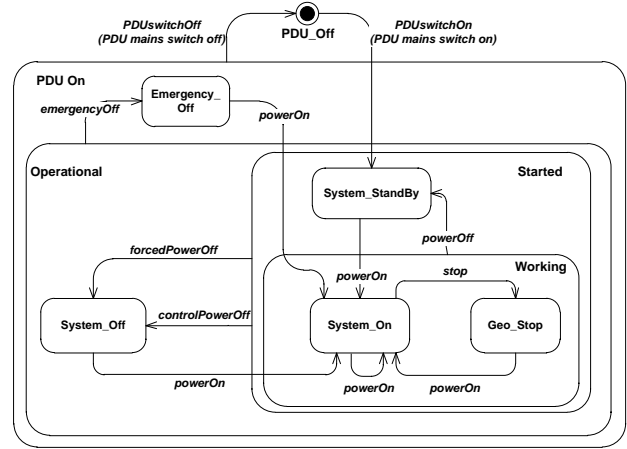 PDUswitchOff
(PDU mains switch off)
PDU_Off
PDUswitchOn
(PDU mains switch on)
PDU On
emergencyOff
Emergency_
Off
powerOn
Operational
Started
System_StandBy
powerOff
forcedPowerOff
powerOn
Working
stop
System_Off
controlPowerOff
System_On
Geo_Stop
powerOn
powerOn
powerOn